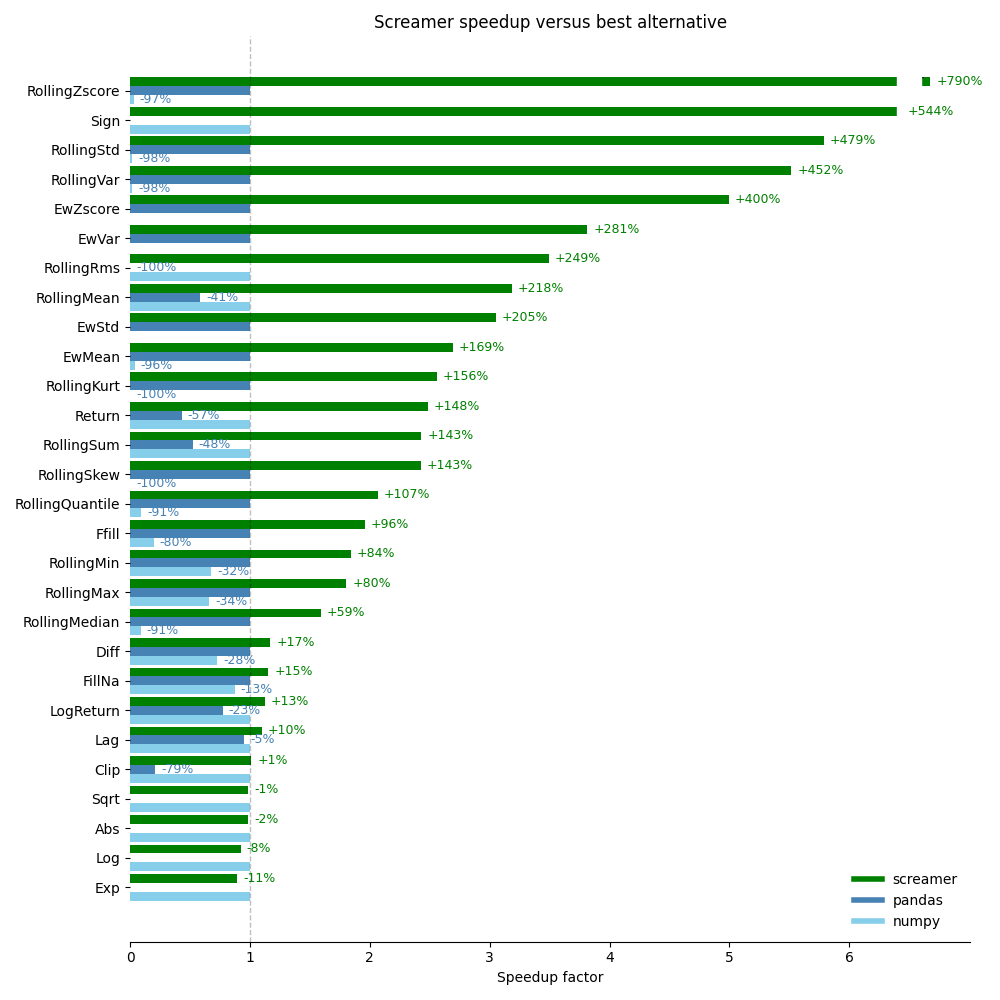 Screamer speedup versus best alternative
RollingZscore +790%
-97%
Sign +544%
RollingStd +479%
-98%
RollingVar +452%
-98%
EwZscore +400%
EwVar +281%
RollingRms +249%
-100%
RollingMean +218%
-41%
EwStd +205%
EwMean +169%
-96%
RollingKurt +156%
-100%
Return +148%
-57%
RollingSum +143%
-48%
RollingSkew +143%
-100%
RollingQuantile +107%
-91%
Ffill +96%
-80%
RollingMin +84%
-32%
RollingMax +80%
-34%
RollingMedian +59%
-91%
Diff +17%
-28%
FillNa +15%
-13%
LogReturn +13%
-23%
Lag +10%
-5%
Clip +1%
-79%
Sqrt -1%
Abs -2%
Log -8%
Exp -11%
screamer
pandas
numpy
0 1 2 3 4 5 6
Speedup factor